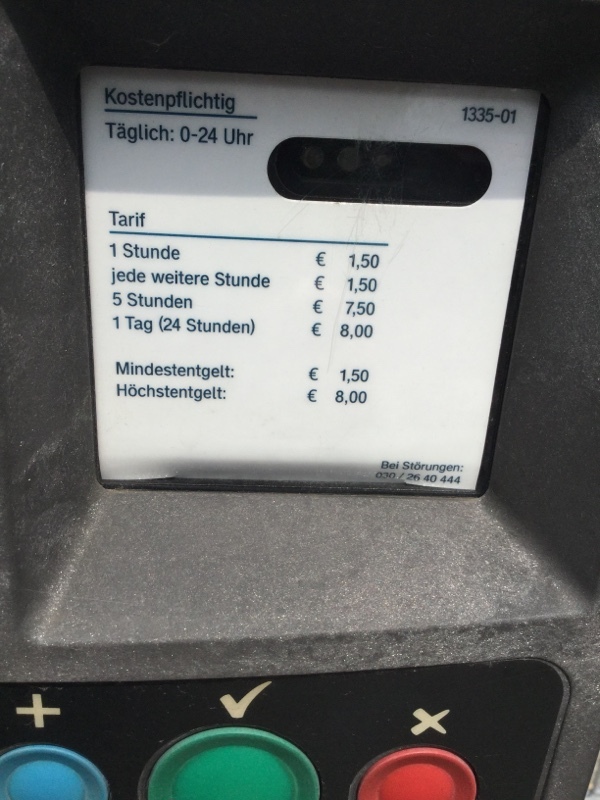 Kostenpflichtig
1335-01
Täglich: 0-24 Uhr
Tarif
1 Stunde € 1,50
jede weitere Stunde € 1,50
5 Stunden € 7,50
1 Tag (24 Stunden) € 8,00
Mindestentgelt: € 1,50
Höchstentgelt: € 8,00
Bei Störungen:
030 / 26 40 444